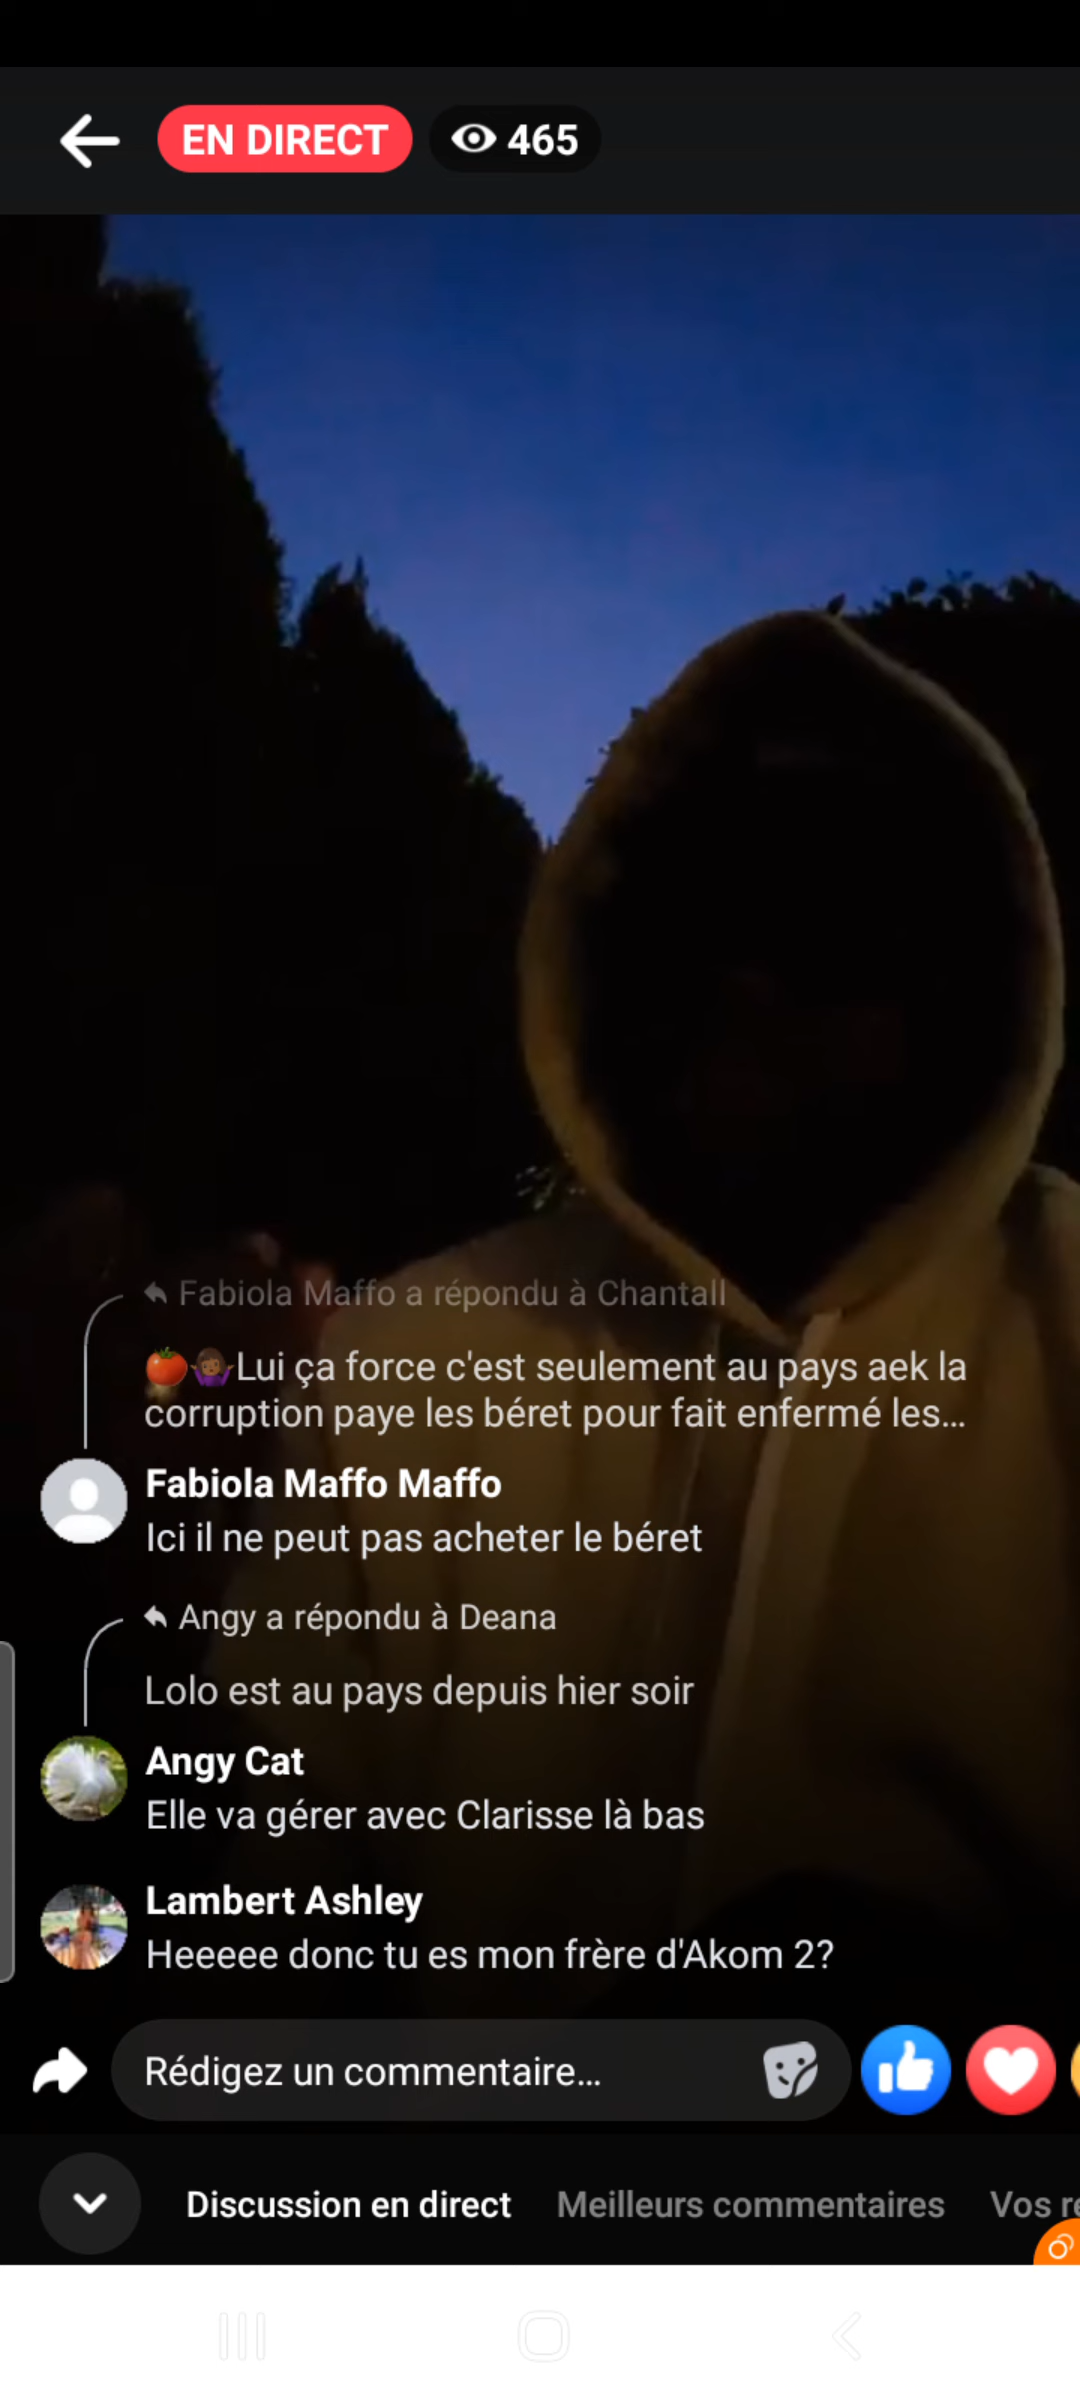 EN DIRECT
465
Fabiola Maffo a répondu à Chantall
🍅🤷🏾‍♀️Lui ça force c'est seulement au pays aek la
corruption paye les béret pour fait enfermé les...
Fabiola Maffo Maffo
Ici il ne peut pas acheter le béret
Angy a répondu à Deana
Lolo est au pays depuis hier soir
Angy Cat
Elle va gérer avec Clarisse là bas
Lambert Ashley
Heeeee donc tu es mon frère d'Akom 2?
Rédigez un commentaire...
Discussion en direct
Meilleurs commentaires
Vos re